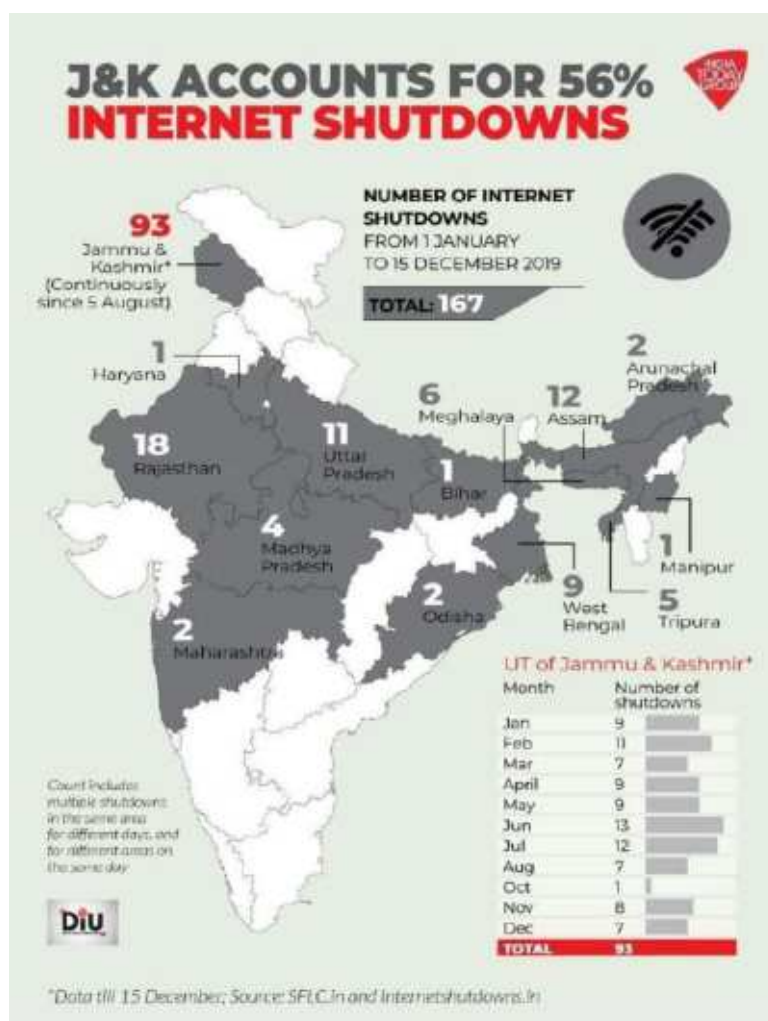 J&K ACCOUNTS FOR 56%
INTERNET SHUTDOWNS
INDIA
TODAY
GROUP
NUMBER OF INTERNET
SHUTDOWNS
FROM 1 JANUARY
TO 15 DECEMBER 2019
TOTAL: 167
93
Jammu &
Kashmir*
(Continuously
since 5 August)
1
Haryana
2
Arunachal
Pradesh
6
Meghalaya
12
Assam
18
Rajasthan
11
Uttar
Pradesh
1
Bihar
4
Madhya
Pradesh
2
Maharashtra
2
Odisha
9
West
Bengal
1
Manipur
5
Tripura
UT of Jammu & Kashmir*
Month Number of
shutdowns
Jan 9
Feb 11
Mar 7
April 9
May 9
Jun 13
Jul 12
Aug 7
Oct 1
Nov 8
Dec 7
TOTAL 93
Count includes
multiple shutdowns
in the same area
for different days, and
for different areas on
the same day
DiU
*Data till 15 December; Source: SFLC.in and Internetshutdowns.in